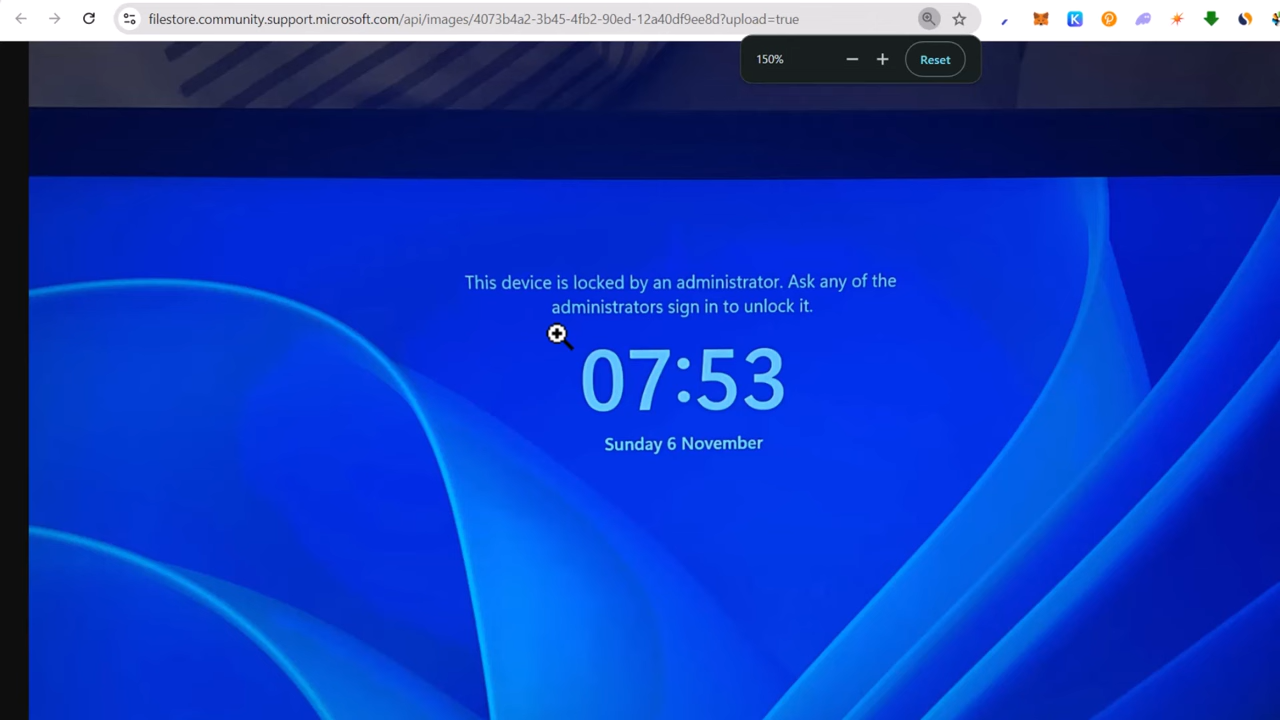 filestore.community.support.microsoft.com/api/images/4073b4a2-3b45-4fb2-90ed-12a40df9ee8d?upload=true
150%
Reset
This device is locked by an administrator. Ask any of the
administrators sign in to unlock it.
07:53
Sunday 6 November